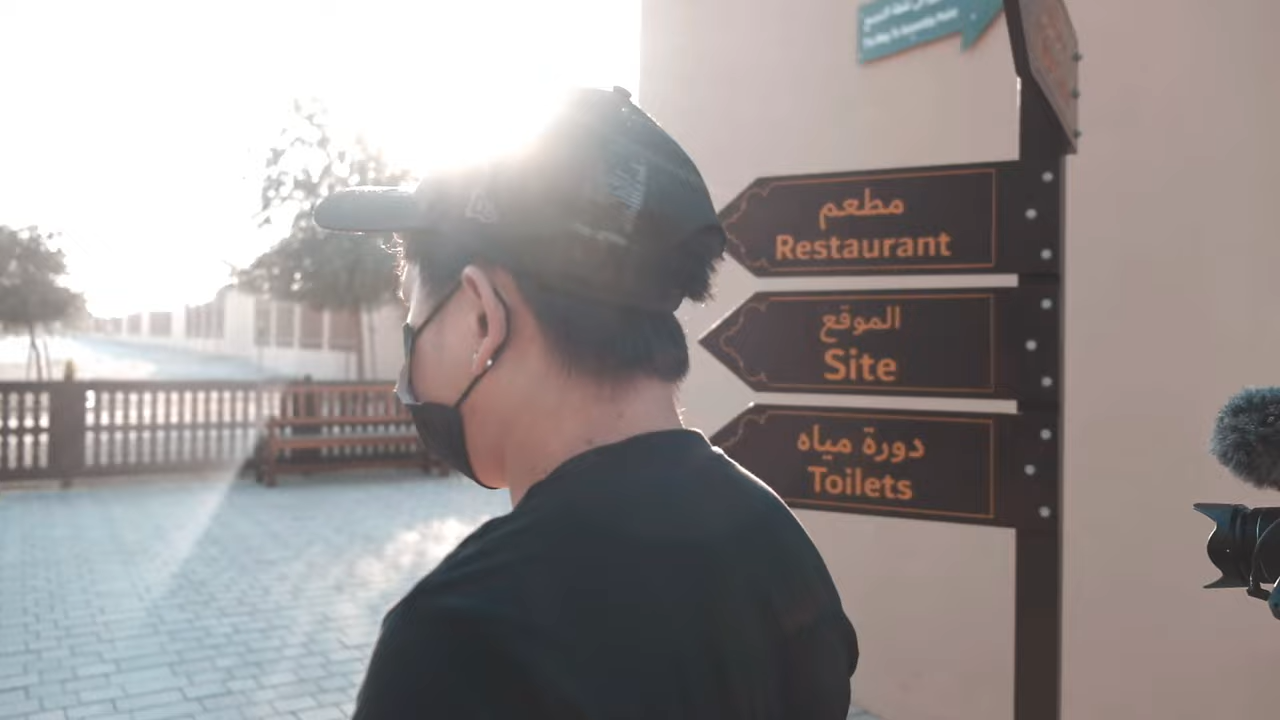 مطعم
Restaurant
الموقع
Site
دورة مياه
Toilets